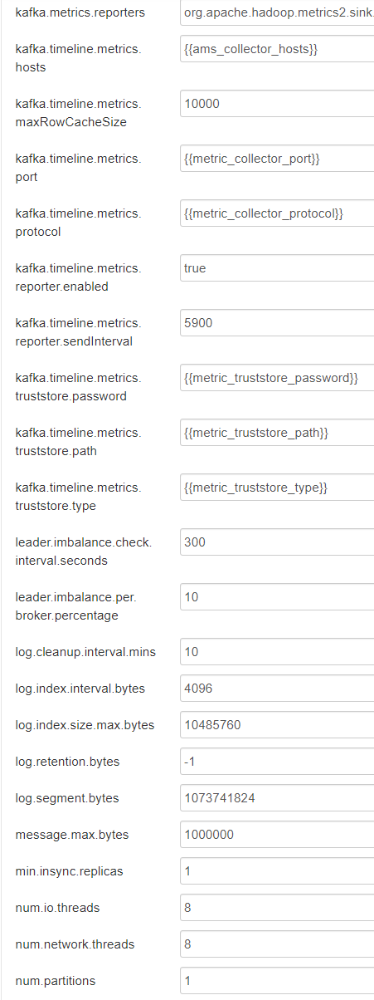 kafka.metrics.reporters org.apache.hadoop.metrics2.sink.
kafka.timeline.metrics. {{ams_collector_hosts}}
hosts
kafka.timeline.metrics. 10000
maxRowCacheSize
kafka.timeline.metrics. {{metric_collector_port}}
port
kafka.timeline.metrics. {{metric_collector_protocol}}
protocol
kafka.timeline.metrics. true
reporter.enabled
kafka.timeline.metrics. 5900
reporter.sendInterval
kafka.timeline.metrics. {{metric_truststore_password}}
truststore.password
kafka.timeline.metrics. {{metric_truststore_path}}
truststore.path
kafka.timeline.metrics. {{metric_truststore_type}}
truststore.type
leader.imbalance.check. 300
interval.seconds
leader.imbalance.per. 10
broker.percentage
log.cleanup.interval.mins 10
log.index.interval.bytes 4096
log.index.size.max.bytes 10485760
log.retention.bytes -1
log.segment.bytes 1073741824
message.max.bytes 1000000
min.insync.replicas 1
num.io.threads 8
num.network.threads 8
num.partitions 1